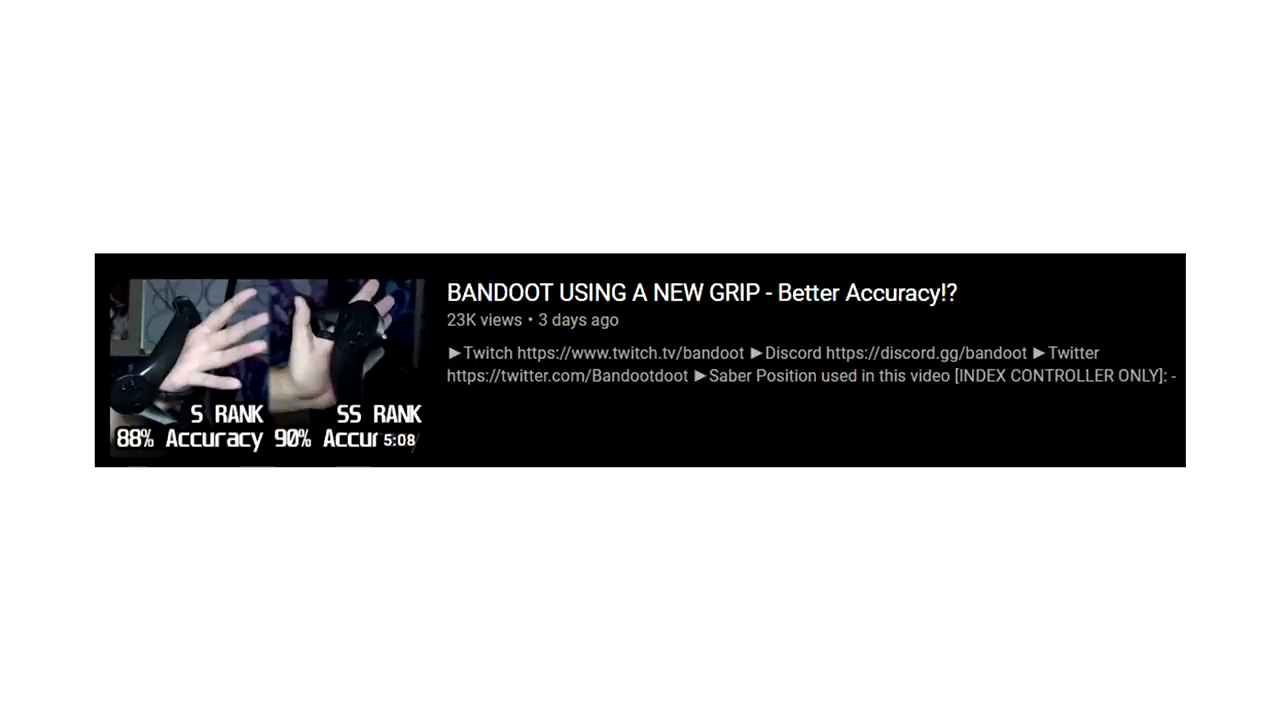 BANDOOT USING A NEW GRIP - Better Accuracy!?
23K views • 3 days ago
►Twitch https://www.twitch.tv/bandoot ►Discord https://discord.gg/bandoot ►Twitter
https://twitter.com/Bandootdoot ►Saber Position used in this video [INDEX CONTROLLER ONLY]: -
S RANK
88% Accuracy
SS RANK
90% Accur
5:08